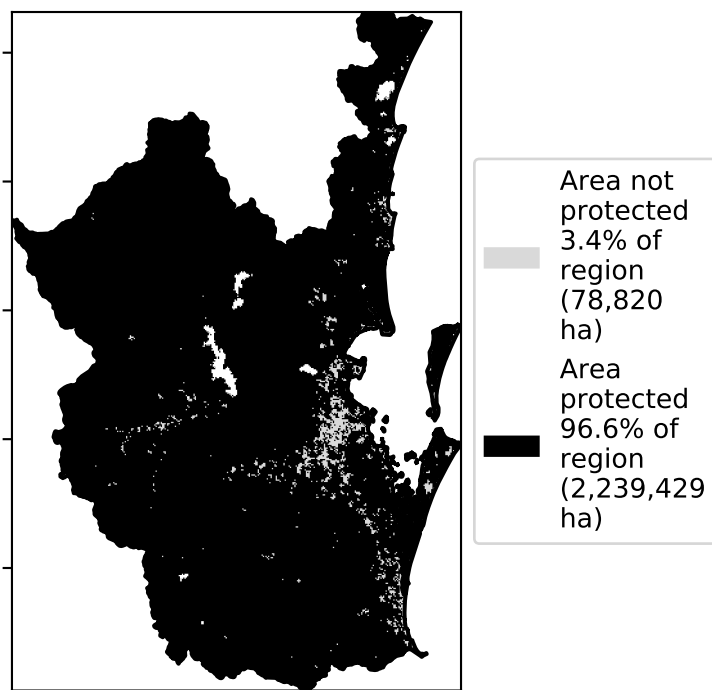 Area not
protected
3.4% of
region
(78,820
ha)
Area
protected
96.6% of
region
(2,239,429
ha)